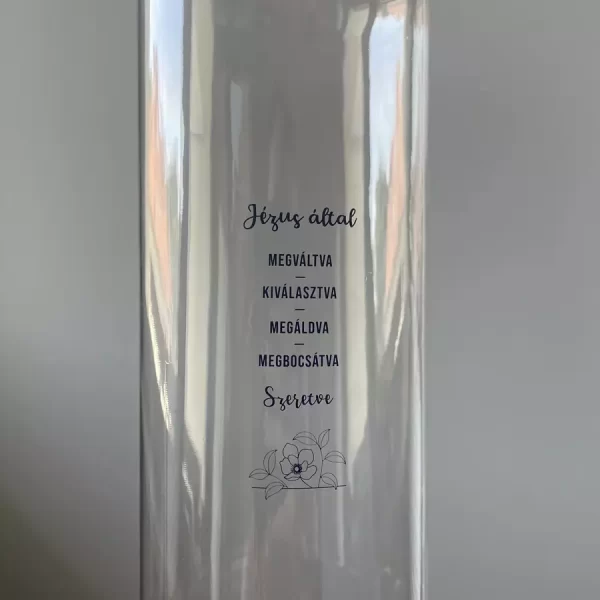 Jézus által
MEGVÁLTVA
—
KIVÁLASZTVA
—
MEGÁLDVA
—
MEGBOCSÁTVA
Szeretve